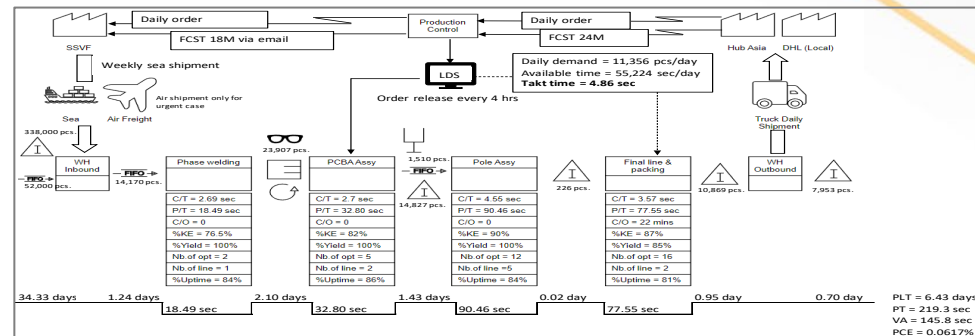 Daily order
FCST 18M via email
Production
Control
Daily order
FCST 24M
SSVF
Hub Asia
DHL (Local)
Weekly sea shipment
LDS
Order release every 4 hrs
Daily demand = 11,356 pcs/day
Available time = 55,224 sec/day
Takt time = 4.86 sec
Air shipment only for
urgent case
Sea
Air Freight
Truck Daily
Shipment
338,000 pcs.
I
FIFO
52,000 pcs.
WH
Inbound
FIFO
14,170 pcs.
Phase welding
C/T = 2.69 sec
P/T = 18.49 sec
C/O = 0
%KE = 76.5%
%Yield = 100%
Nb.of opt = 2
Nb.of line = 1
%Uptime = 84%
23,907 pcs.
PCBA Assy
C/T = 2.7 sec
P/T = 32.80 sec
C/O = 0
%KE = 82%
%Yield = 100%
Nb.of opt = 5
Nb.of line = 2
%Uptime = 86%
1,510 pcs.
FIFO
I
14,827 pcs.
Pole Assy
C/T = 4.55 sec
P/T = 90.46 sec
C/O = 0
%KE = 90%
%Yield = 100%
Nb.of opt = 12
Nb.of line =5
%Uptime = 84%
I
226 pcs.
Final line &
packing
C/T = 3.57 sec
P/T = 77.55 sec
C/O = 22 mins
%KE = 87%
%Yield = 85%
Nb.of opt = 16
Nb.of line = 2
%Uptime = 81%
I
10,869 pcs.
WH
Outbound
I
7,953 pcs.
34.33 days
1.24 days
18.49 sec
2.10 days
32.80 sec
1.43 days
90.46 sec
0.02 day
77.55 sec
0.95 day
0.70 day
PLT = 6.43 days
PT = 219.3 sec
VA = 145.8 sec
PCE = 0.0617%